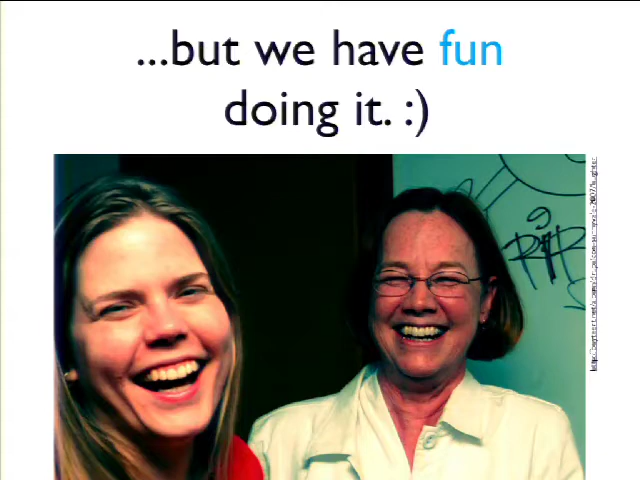 ...but we have fun
doing it. :)